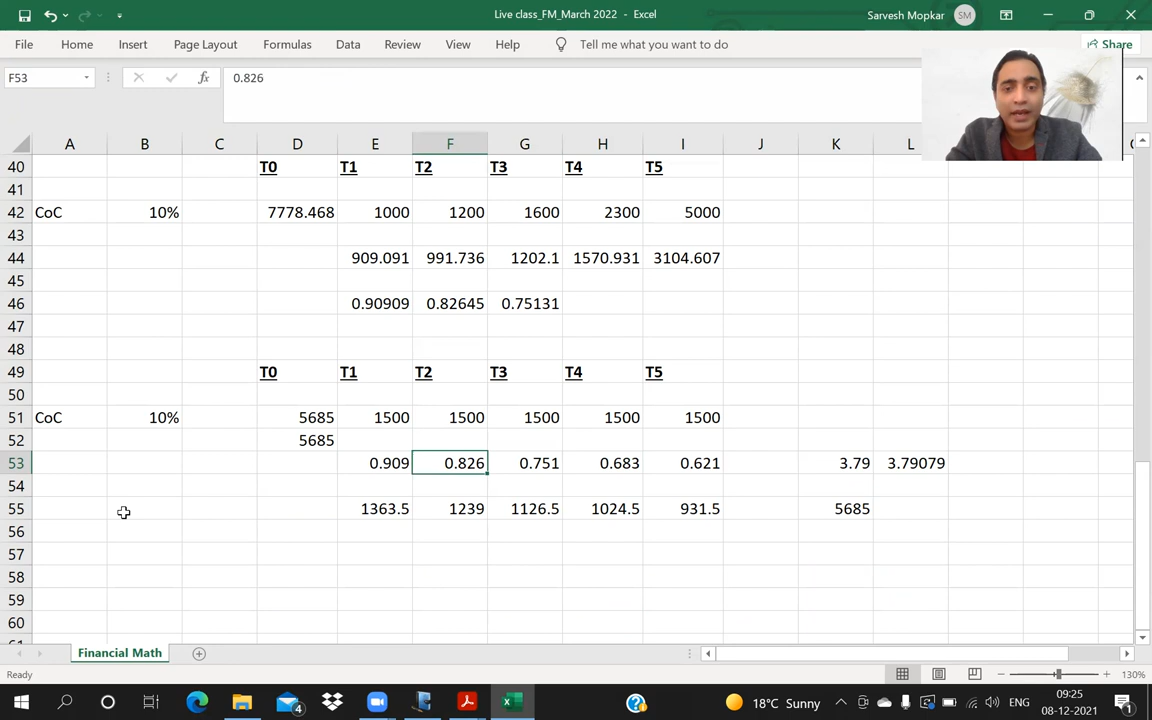 Live class_FM_March 2022 - Excel
Sarvesh Mopkar SM
File Home Insert Page Layout Formulas Data Review View Help Tell me what you want to do Share
F53 fx 0.826
A B C D E F G H I J K L
40 T0 T1 T2 T3 T4 T5
41
42 CoC 10% 7778.468 1000 1200 1600 2300 5000
43
44 909.091 991.736 1202.1 1570.931 3104.607
45
46 0.90909 0.82645 0.75131
47
48
49 T0 T1 T2 T3 T4 T5
50
51 CoC 10% 5685 1500 1500 1500 1500 1500
52 5685
53 0.909 0.826 0.751 0.683 0.621 3.79 3.79079
54
55 1363.5 1239 1126.5 1024.5 931.5 5685
56
57
58
59
60
61
Financial Math
Ready 130%
4 18°C Sunny ENG 09:25 08-12-2021 1